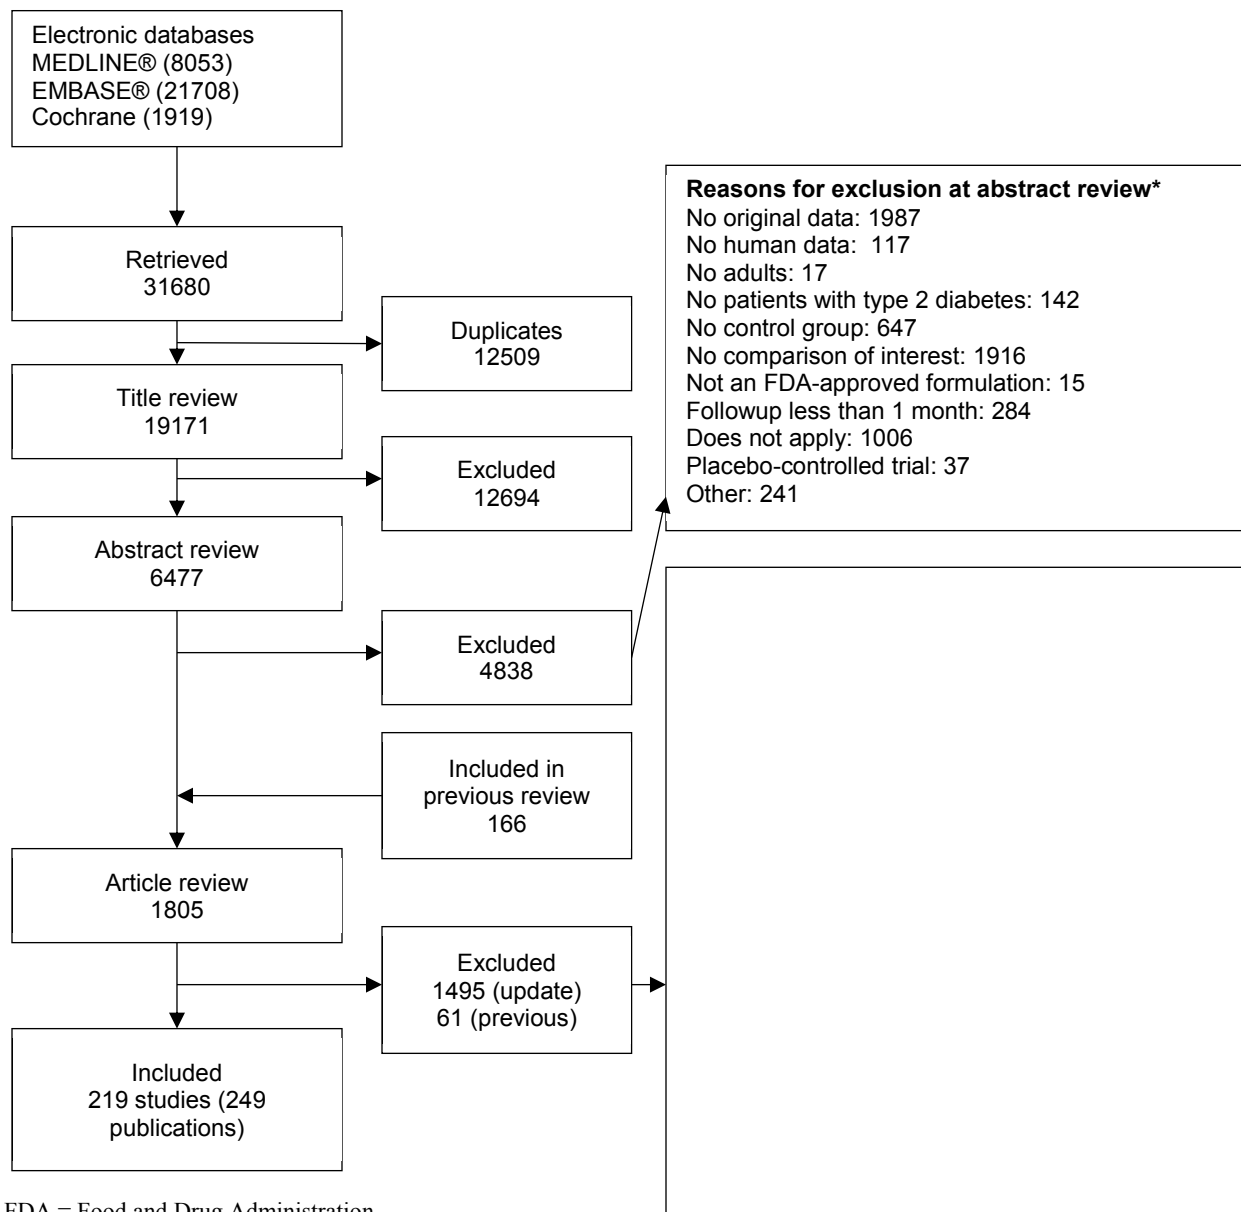 Electronic databases
MEDLINE® (8053)
EMBASE® (21708)
Cochrane (1919)
Retrieved
31680
Duplicates
12509
Title review
19171
Excluded
12694
Abstract review
6477
Excluded
4838
Reasons for exclusion at abstract review*
No original data: 1987
No human data: 117
No adults: 17
No patients with type 2 diabetes: 142
No control group: 647
No comparison of interest: 1916
Not an FDA-approved formulation: 15
Followup less than 1 month: 284
Does not apply: 1006
Placebo-controlled trial: 37
Other: 241
Included in
previous review
166
Article review
1805
Excluded
1495 (update)
61 (previous)
Included
219 studies (249
publications)
FDA = Food and Drug Administration